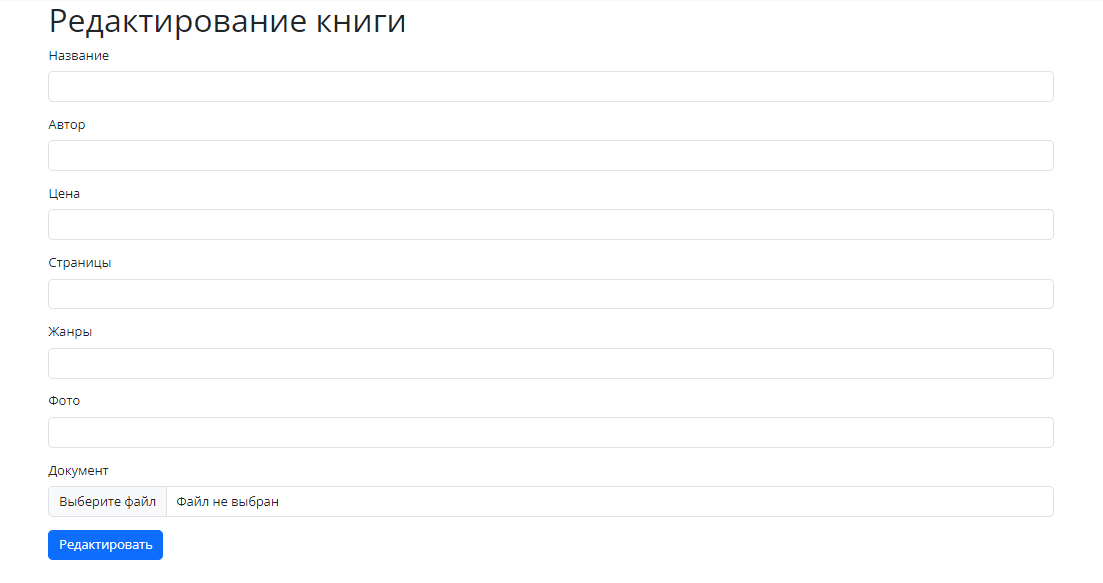 Редактирование книги
Название
Автор
Цена
Страницы
Жанры
Фото
Документ
Выберите файл Файл не выбран
Редактировать